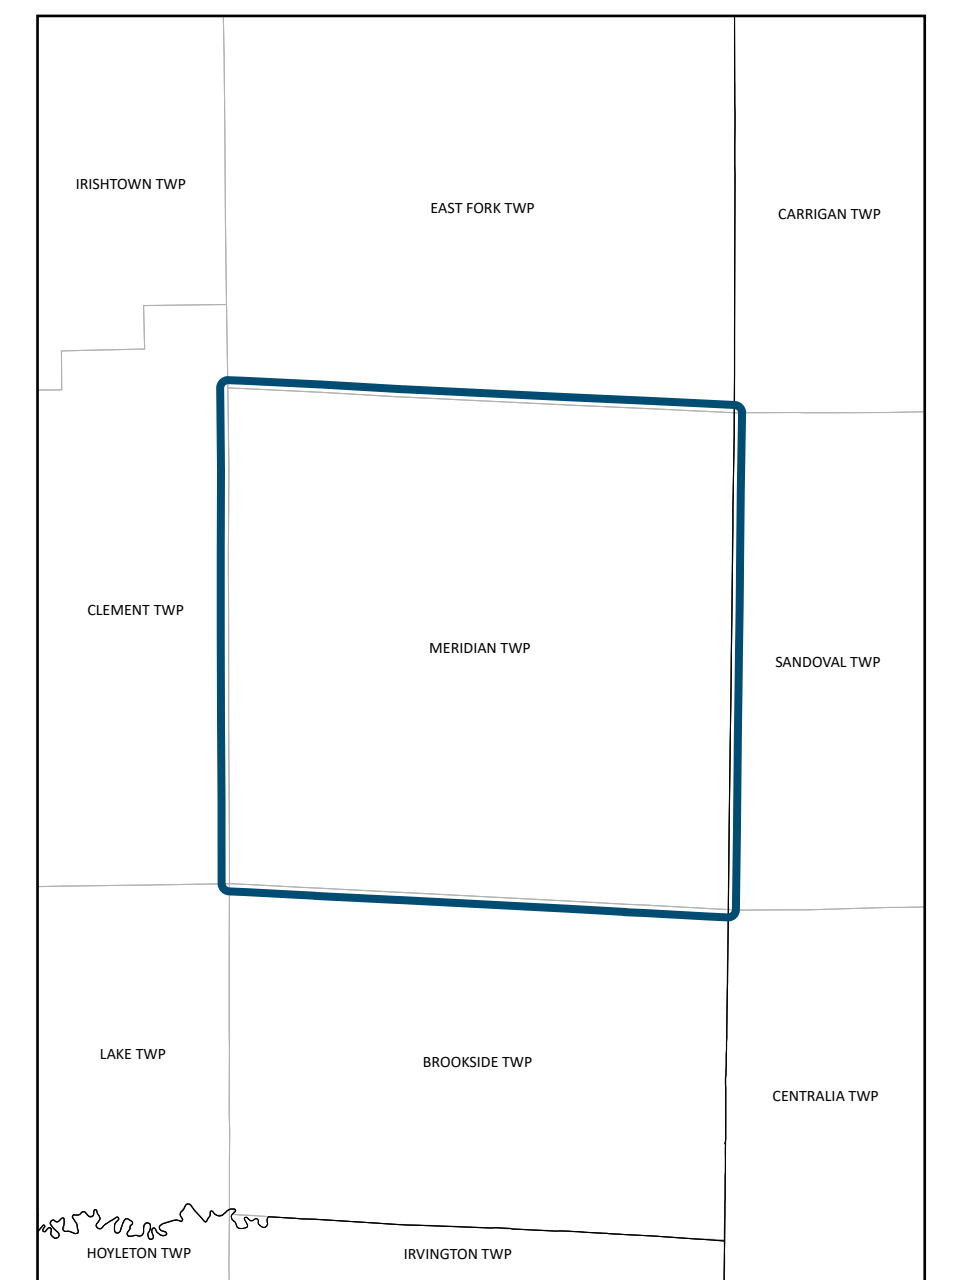 IRISHTOWN TWP
EAST FORK TWP
CARRIGAN TWP
CLEMENT TWP
MERIDIAN TWP
SANDOVAL TWP
LAKE TWP
BROOKSIDE TWP
CENTRALIA TWP
HOYLETON TWP
IRVINGTON TWP